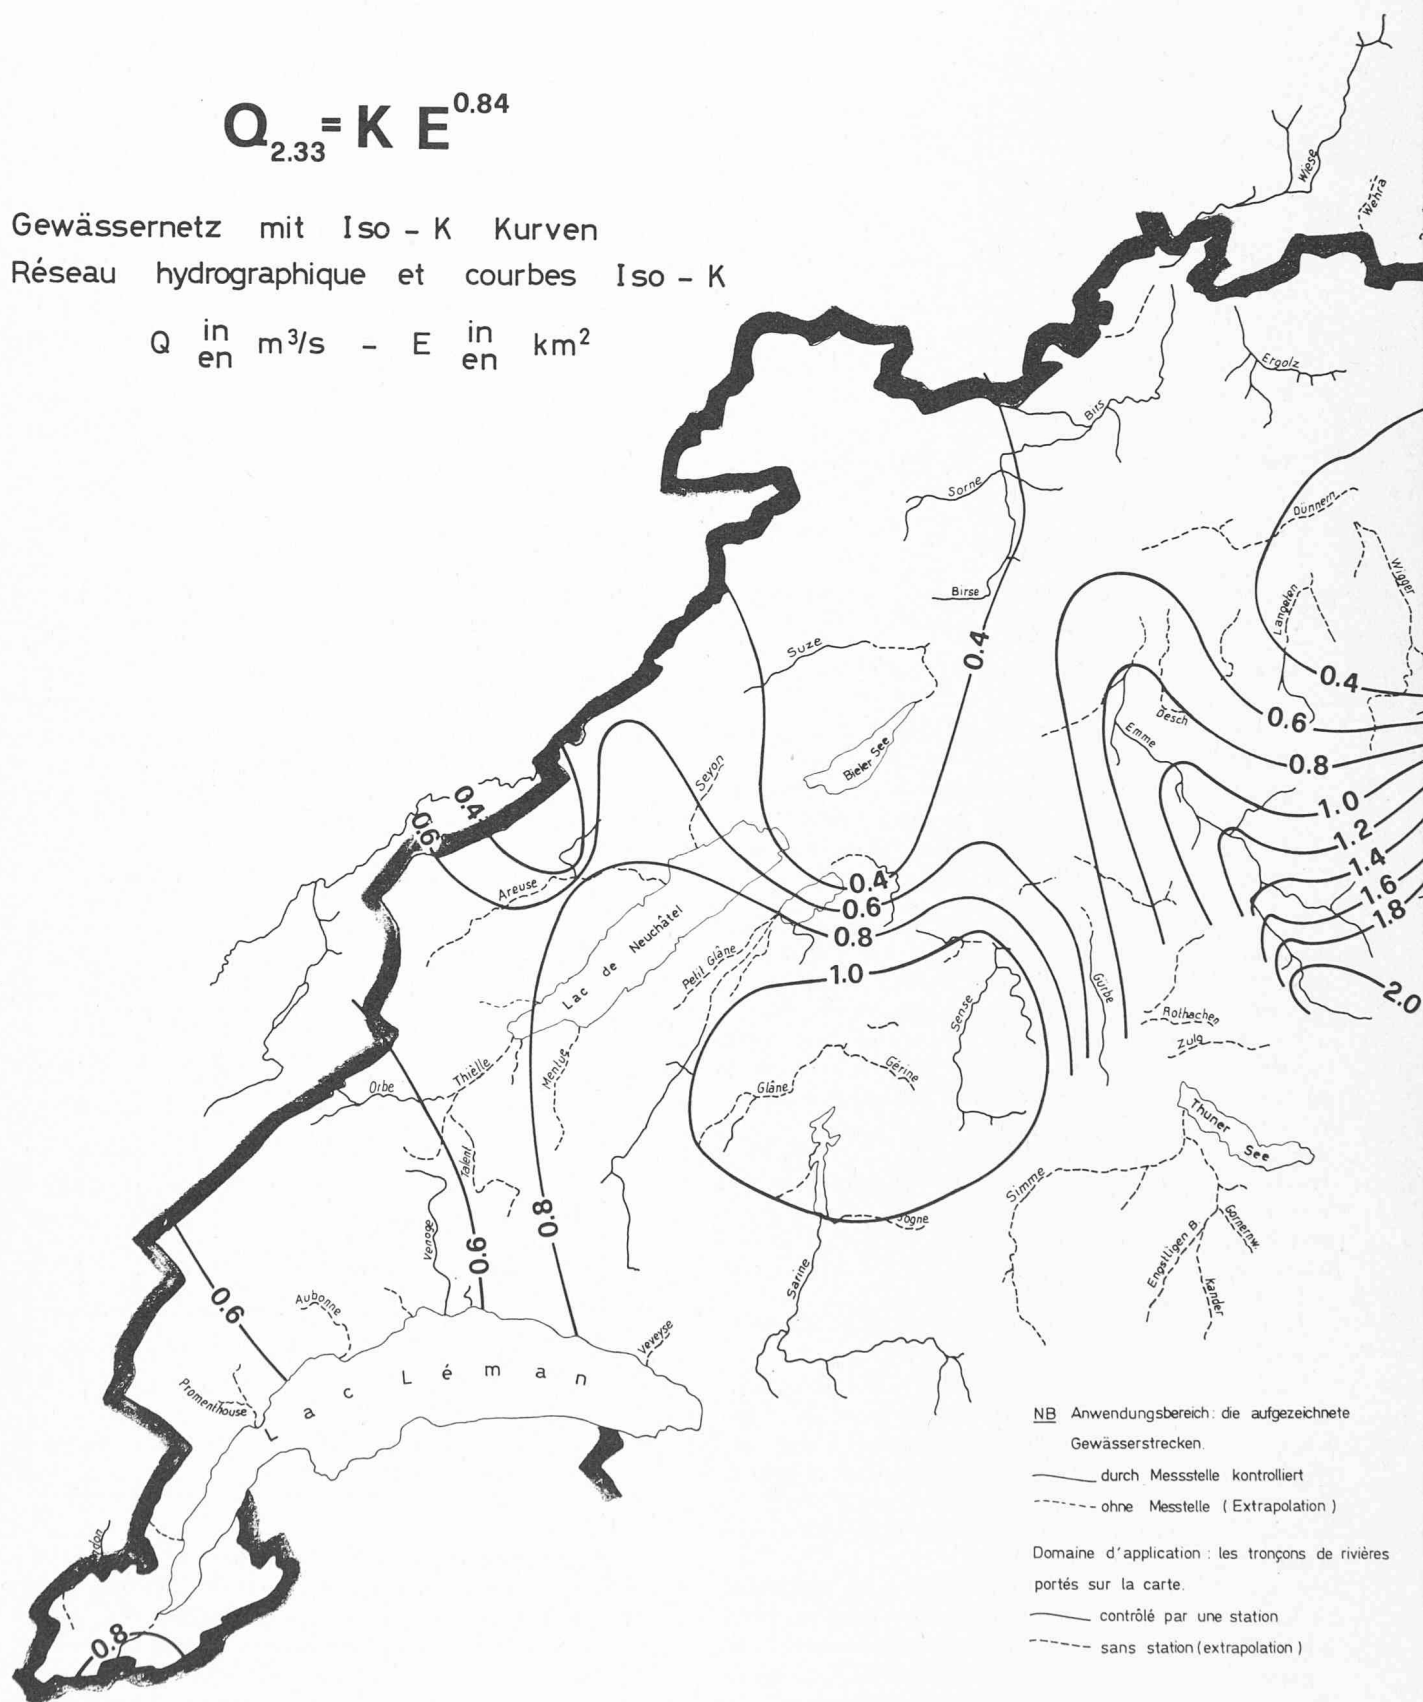 Q2.33 = K E^0.84
Gewässernetz mit Iso - K Kurven
Réseau hydrographique et courbes Iso - K
Q in/en m³/s - E in/en km²
Wiese
Wehra
Ergolz
Birs
Sorne
Birse
Dünnern
Wigger
Langeten
0.4
Suze
0.4
0.6
Oesch
Emme
0.8
Bieler See
Seyon
1.0
1.2
1.4
1.6
1.8
2.0
0.4
0.6
Areuse
0.4
0.6
0.8
1.0
Lac de Neuchâtel
Petit Glâne
Sense
Gürbe
Rothachen
Zulg
Orbe
Thièlle
Mentue
Glâne
Gérine
Thuner See
Talent
Simme
Venoge
0.8
Jogne
Engstligen B.
Gornernw.
Kander
0.6
0.6
Aubonne
Sarine
Veveyse
Promenthouse
Lac Léman
NB Anwendungsbereich: die aufgezeichnete
Gewässerstrecken.
durch Messstelle kontrolliert
ohne Messtelle ( Extrapolation )
Domaine d'application : les tronçons de rivières
portés sur la carte.
contrôlé par une station
sans station (extrapolation )
0.8